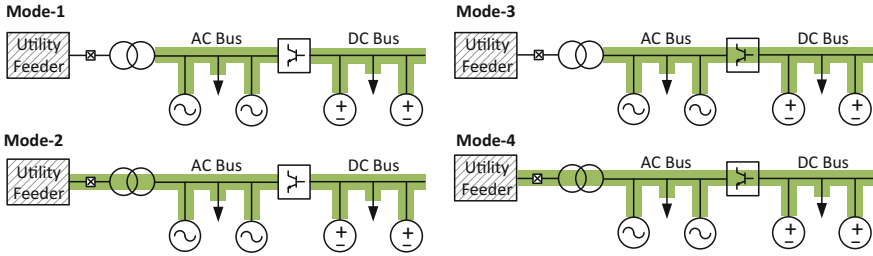 Mode-1
Utility
Feeder
AC Bus
DC Bus
Mode-2
Utility
Feeder
AC Bus
DC Bus
Mode-3
Utility
Feeder
AC Bus
DC Bus
Mode-4
Utility
Feeder
AC Bus
DC Bus